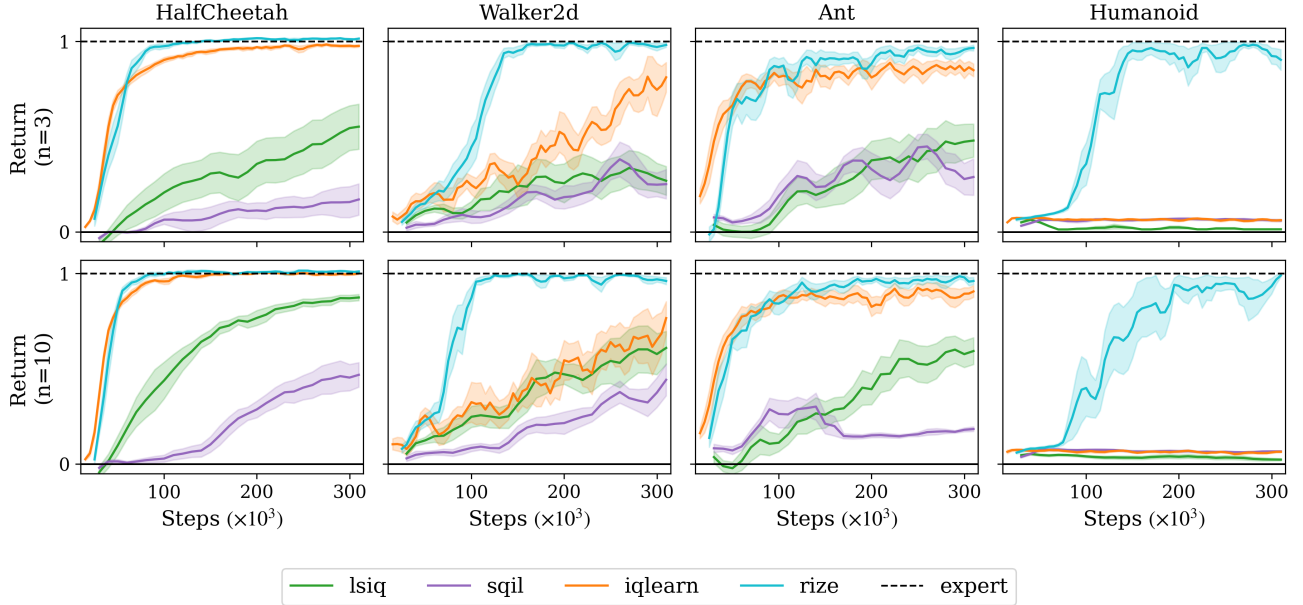 HalfCheetah
Walker2d
Ant
Humanoid
Return
(n=3)
1
0
Return
(n=10)
1
0
100 200 300
100 200 300
100 200 300
100 200 300
Steps (×10³)
Steps (×10³)
Steps (×10³)
Steps (×10³)
lsiq sqil iqlearn rize expert